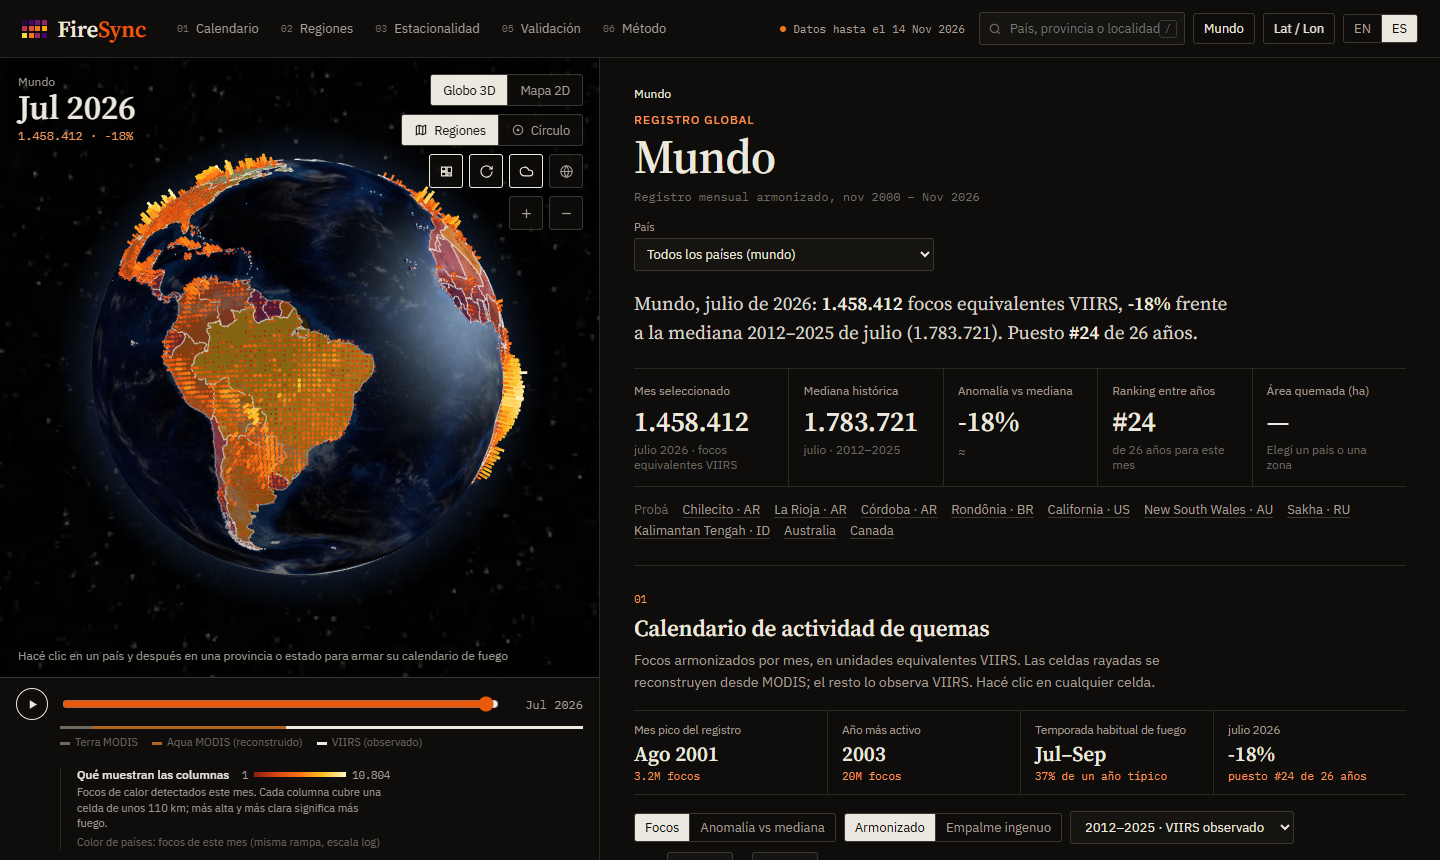 FireSync
01 Calendario
02 Regiones
03 Estacionalidad
05 Validación
06 Método
Datos hasta el 14 Nov 2026
País, provincia o localidad /
Mundo
Lat / Lon
EN
ES
Mundo
Jul 2026
1.458.412 · -18%
Globo 3D
Mapa 2D
Regiones
Círculo
+
−
Hacé clic en un país y después en una provincia o estado para armar su calendario de fuego
Jul 2026
Terra MODIS
Aqua MODIS (reconstruido)
VIIRS (observado)
Qué muestran las columnas 1 10.804
Focos de calor detectados este mes. Cada columna cubre una
celda de unos 110 km; más alta y más clara significa más
fuego.
Color de países: focos de este mes (misma rampa, escala log)
Mundo
REGISTRO GLOBAL
Mundo
Registro mensual armonizado, nov 2000 – Nov 2026
País
Todos los países (mundo)
Mundo, julio de 2026: 1.458.412 focos equivalentes VIIRS, -18% frente
a la mediana 2012–2025 de julio (1.783.721). Puesto #24 de 26 años.
Mes seleccionado
1.458.412
julio 2026 · focos
equivalentes VIIRS
Mediana histórica
1.783.721
julio · 2012–2025
Anomalía vs mediana
-18%
≈
Ranking entre años
#24
de 26 años para este
mes
Área quemada (ha)
—
Elegí un país o una
zona
Probá Chilecito · AR La Rioja · AR Córdoba · AR Rondônia · BR California · US New South Wales · AU Sakha · RU
Kalimantan Tengah · ID Australia Canada
01
Calendario de actividad de quemas
Focos armonizados por mes, en unidades equivalentes VIIRS. Las celdas rayadas se
reconstruyen desde MODIS; el resto lo observa VIIRS. Hacé clic en cualquier celda.
Mes pico del registro
Ago 2001
3.2M focos
Año más activo
2003
20M focos
Temporada habitual de fuego
Jul–Sep
37% de un año típico
julio 2026
-18%
puesto #24 de 26 años
Focos
Anomalía vs mediana
Armonizado
Empalme ingenuo
2012–2025 · VIIRS observado